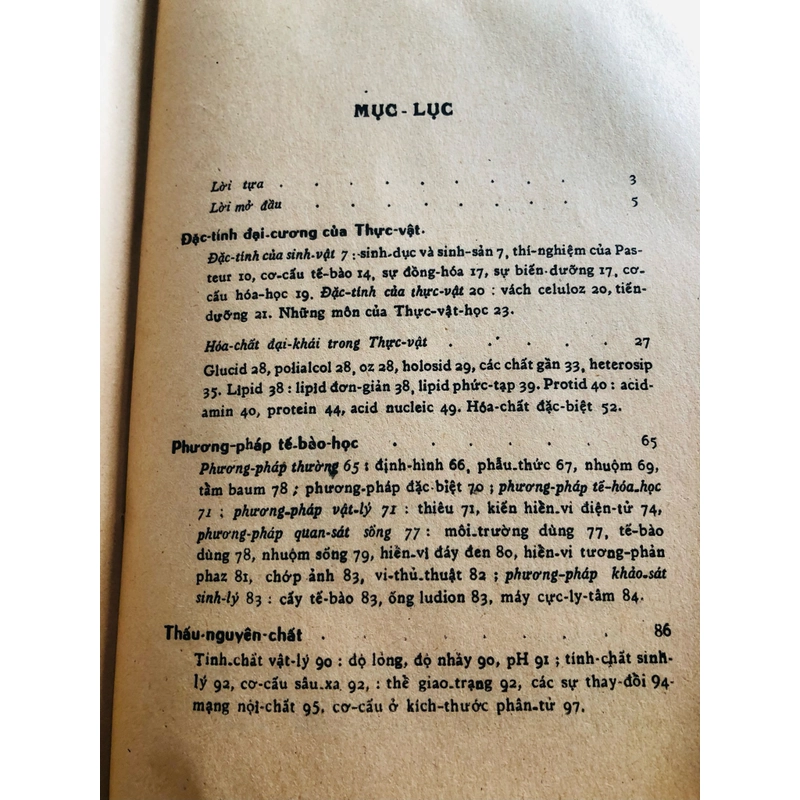 MỤC-LỤC
Lời tựa . . . . . . . . . 3
Lời mở đầu . . . . . . . . 5
Đặc-tính đại-cương của Thực-vật.
Đặc-tính của sinh-vật 7 : sinh-dục và sinh-sản 7, thí-nghiệm của Pas-
teur 10, cơ-cấu tế-bào 14, sự đồng-hóa 17, sự biến-dưỡng 17, cơ-
cấu hóa-học 19. Đặc-tính của thực-vật 20 : vách celuloz 20, tiến-
dưỡng 21. Những môn của Thực-vật-học 23.
Hóa-chất đại-khái trong Thực-vật . . . . . 27
Glucid 28, polialcol 28, oz 28, holosid 29, các chất gần 33, heterosip
35. Lipid 38 : lipid đơn-giản 38, lipid phức-tạp 39. Protid 40 : acid-
amin 40, protein 44, acid nucleic 49. Hóa-chất đặc-biệt 52.
Phương-pháp tế-bào-học . . . . . . 65
Phương-pháp thường 65 : định-hình 66, phẫu-thức 67, nhuộm 69,
tầm baum 78 ; phương-pháp đặc-biệt 70 ; phương-pháp tế-hóa-học
71 ; phương-pháp vật-lý 71 : thiêu 71, kiến hiển-vi điện-tử 74,
phương-pháp quan-sát sống 77 : môi-trường dùng 77, tế-bào
dùng 78, nhuộm sống 79, hiển-vi đáy đen 80, hiển-vi tương-phản
phaz 81, chớp ảnh 83, vi-thủ-thuật 82 ; phương-pháp khảo-sát
sinh-lý 83 : cấy tế-bào 83, ống ludion 83, máy cực-ly-tâm 84.
Thấu-nguyên-chất . . . . . . . 86
Tính-chất vật-lý 90 : độ lỏng, độ nhảy 90, pH 91 ; tính-chất sinh-
lý 92, cơ-cấu sâu-xa 92, : thể giao-trạng 92, các sự thay-đổi 94-
mạng nội-chất 95, cơ-cấu ở kích-thước phân-tử 97.